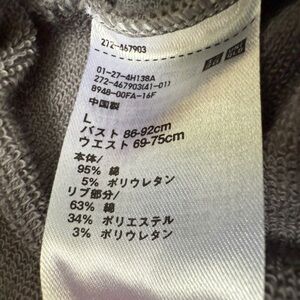 272-467903
01-27-4H138A
272-467903(41-01)
8948-00FA-16F
中国製
L
バスト 86-92cm
ウエスト 69-75cm
本体/
95% 綿
5% ポリウレタン
リブ部分/
63% 綿
34% ポリエステル
3% ポリウレタン